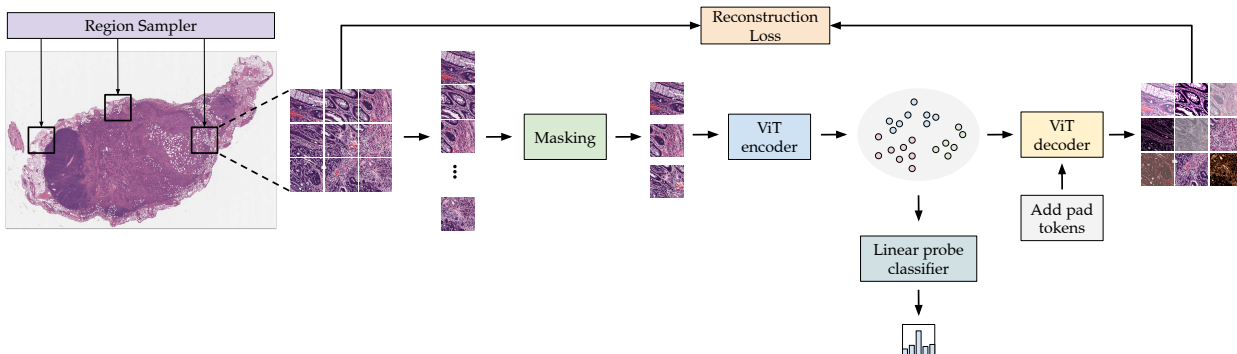 Region Sampler
Reconstruction
Loss
Masking
ViT
encoder
ViT
decoder
Add pad
tokens
Linear probe
classifier